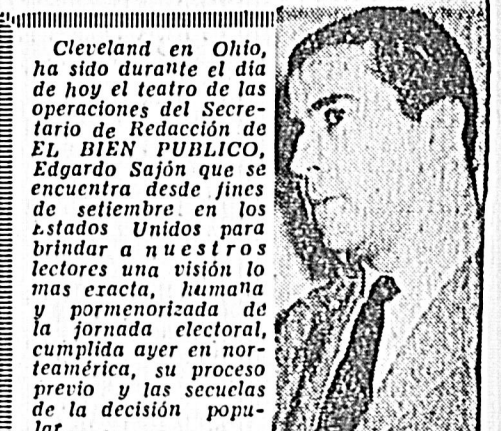 Cleveland en Ohio,
ha sido durante el día
de hoy el teatro de las
operaciones del Secre-
tario de Redacción de
EL BIEN PUBLICO,
Edgardo Sajón que se
encuentra desde fines
de setiembre en los
Estados Unidos para
brindar a nuestros
lectores una visión lo
mas exacta, humana
y pormenorizada de
la jornada electoral,
cumplida ayer en nor-
teamérica, su proceso
previo y las secuelas
de la decisión popu-
lar